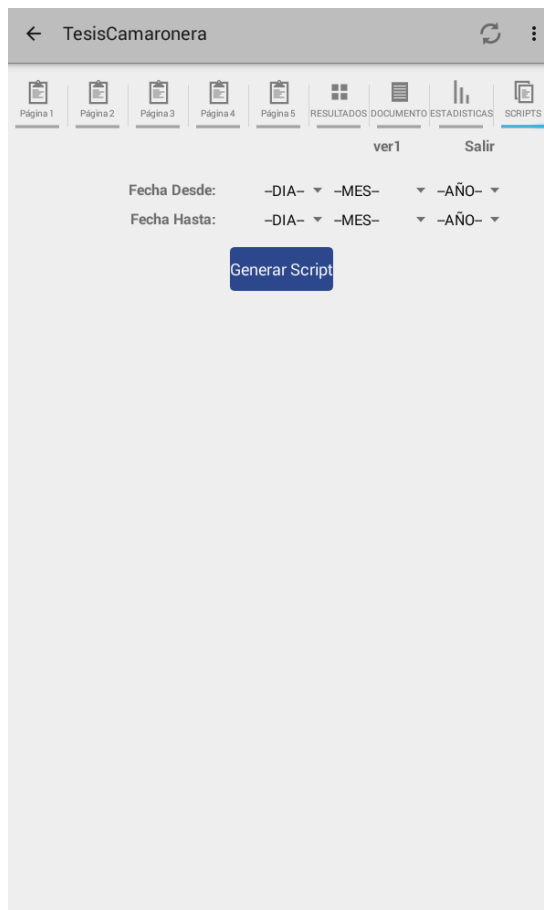 TesisCamaronera
Página 1 Página 2 Página 3 Página 4 Página 5 RESULTADOS DOCUMENTO ESTADISTICAS SCRIPTS
ver1 Salir
Fecha Desde: --DIA-- --MES-- --AÑO--
Fecha Hasta: --DIA-- --MES-- --AÑO--
Generar Script